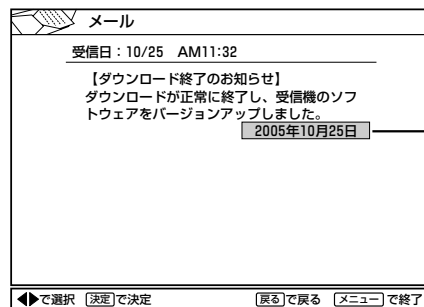 メール
受信日：10/25　AM11:32
【ダウンロード終了のお知らせ】
ダウンロードが正常に終了し、受信機のソフ
トウェアをバージョンアップしました。
2005年10月25日
◀▶で選択　決定で決定　戻るで戻る　メニューで終了